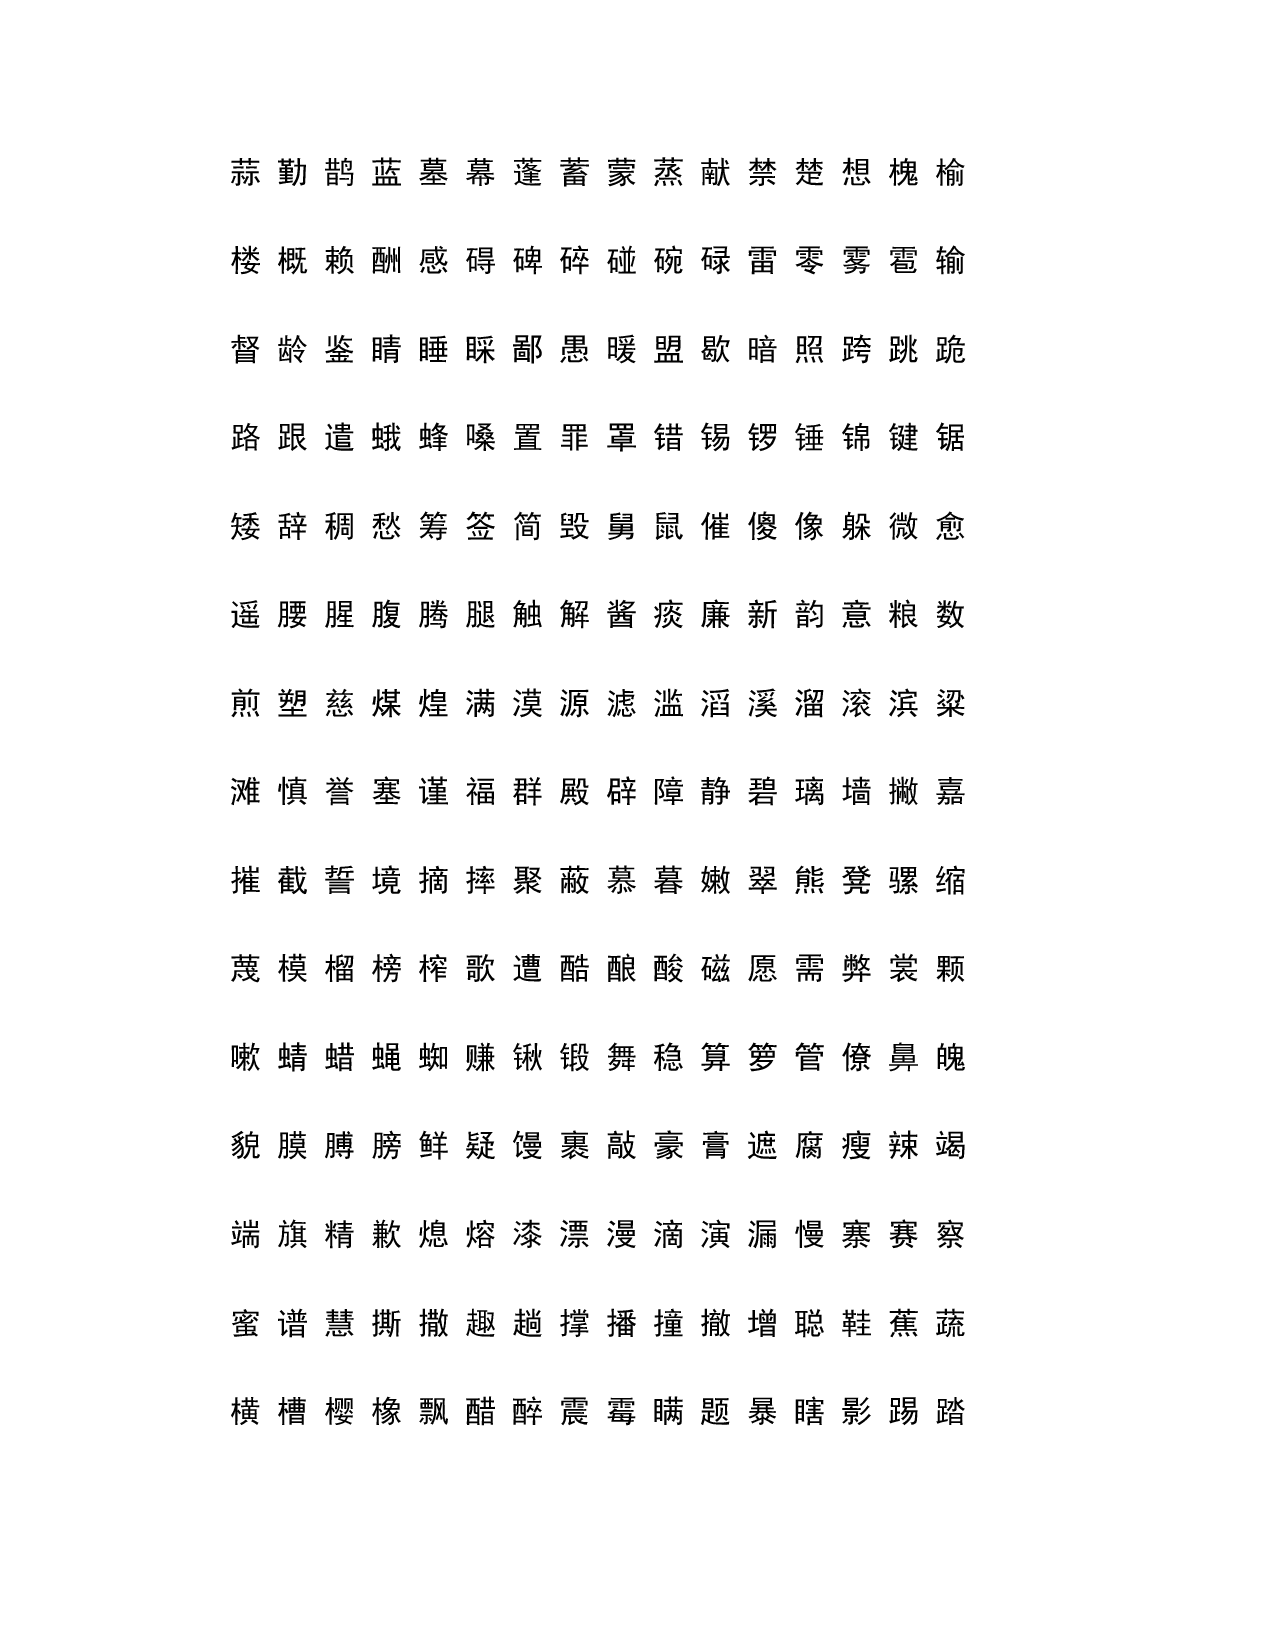 蒜 勤 鹊 蓝 墓 幕 蓬 蓄 蒙 蒸 献 禁 楚 想 槐 榆
楼 概 赖 酬 感 碍 碑 碎 碰 碗 碌 雷 零 雾 雹 输
督 龄 鉴 睛 睡 睬 鄙 愚 暖 盟 歇 暗 照 跨 跳 跪
路 跟 遣 蛾 蜂 嗓 置 罪 罩 错 锡 锣 锤 锦 键 锯
矮 辞 稠 愁 筹 签 简 毁 舅 鼠 催 傻 像 躲 微 愈
遥 腰 腥 腹 腾 腿 触 解 酱 痰 廉 新 韵 意 粮 数
煎 塑 慈 煤 煌 满 漠 源 滤 滥 滔 溪 溜 滚 滨 粱
滩 慎 誉 塞 谨 福 群 殿 辟 障 静 碧 璃 墙 撇 嘉
摧 截 誓 境 摘 摔 聚 蔽 慕 暮 嫩 翠 熊 凳 骡 缩
蔑 模 榴 榜 榨 歌 遭 酷 酿 酸 磁 愿 需 弊 裳 颗
嗽 蜻 蜡 蝇 蜘 赚 锹 锻 舞 稳 算 箩 管 僚 鼻 魄
貌 膜 膊 膀 鲜 疑 馒 裹 敲 豪 膏 遮 腐 瘦 辣 竭
端 旗 精 歉 熄 熔 漆 漂 漫 滴 演 漏 慢 寨 赛 察
蜜 谱 慧 撕 撒 趣 趟 撑 播 撞 撤 增 聪 鞋 蕉 蔬
横 槽 樱 橡 飘 醋 醉 震 霉 瞒 题 暴 瞎 影 踢 踏